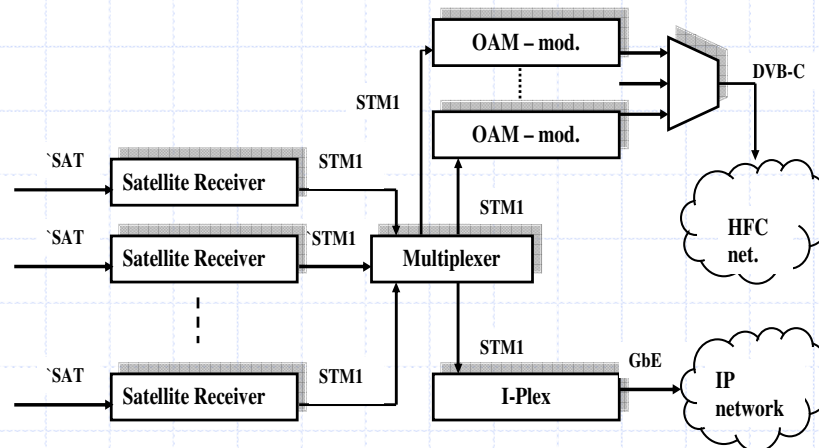 OAM – mod.
DVB-C
STM1
OAM – mod.
`SAT
Satellite Receiver
STM1
STM1
`SAT
Satellite Receiver
`STM1
Multiplexer
HFC
net.
`SAT
Satellite Receiver
STM1
STM1
I-Plex
GbE
IP
network